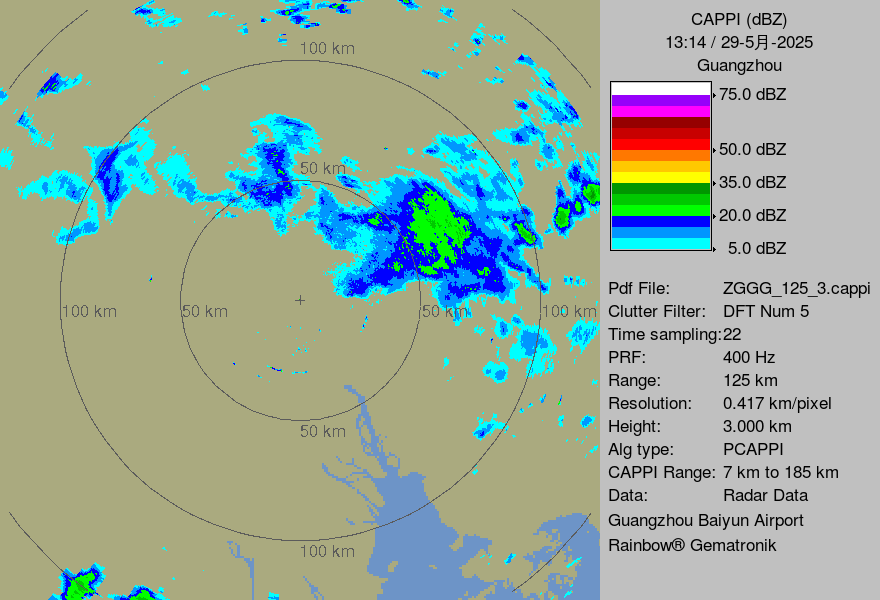 CAPPI (dBZ)
13:14 / 29-5月-2025
Guangzhou
75.0 dBZ
50.0 dBZ
35.0 dBZ
20.0 dBZ
5.0 dBZ
Pdf File: ZGGG_125_3.cappi
Clutter Filter: DFT Num 5
Time sampling:22
PRF: 400 Hz
Range: 125 km
Resolution: 0.417 km/pixel
Height: 3.000 km
Alg type: PCAPPI
CAPPI Range: 7 km to 185 km
Data: Radar Data
Guangzhou Baiyun Airport
Rainbow® Gematronik
100 km
50 km
100 km
50 km
50 km
100 km
50 km
100 km